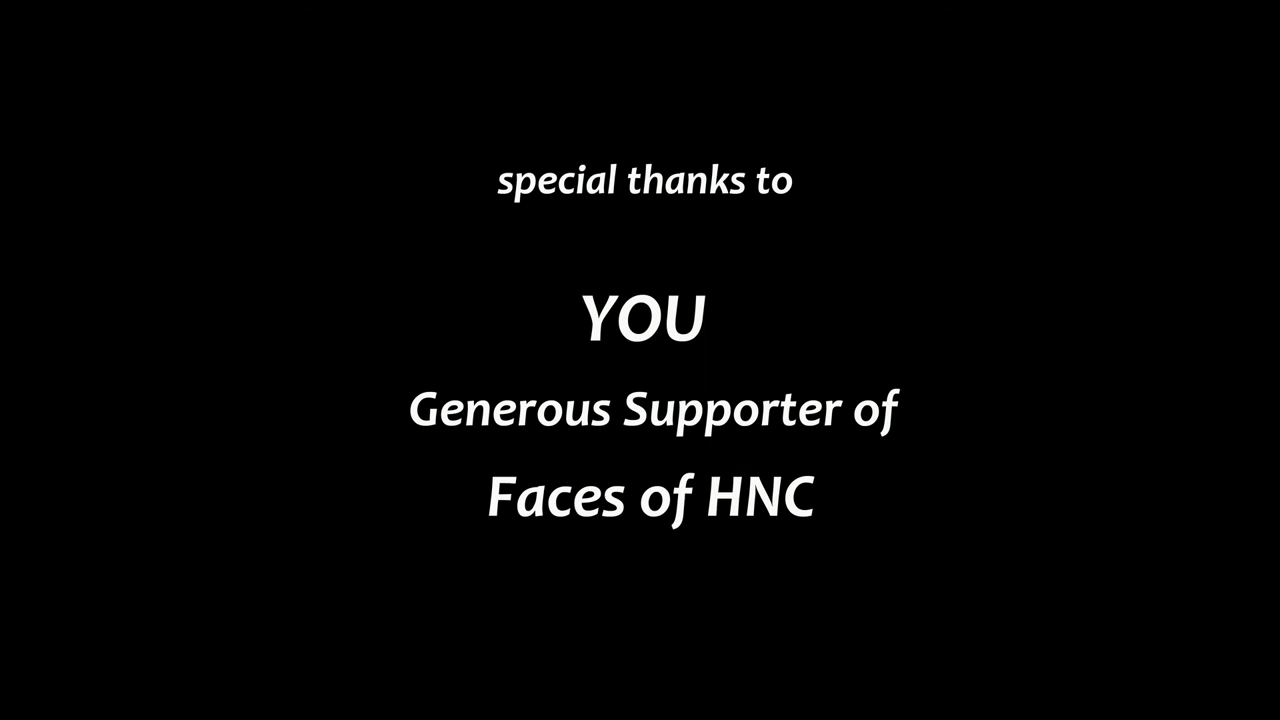 special thanks to
YOU
Generous Supporter of
Faces of HNC